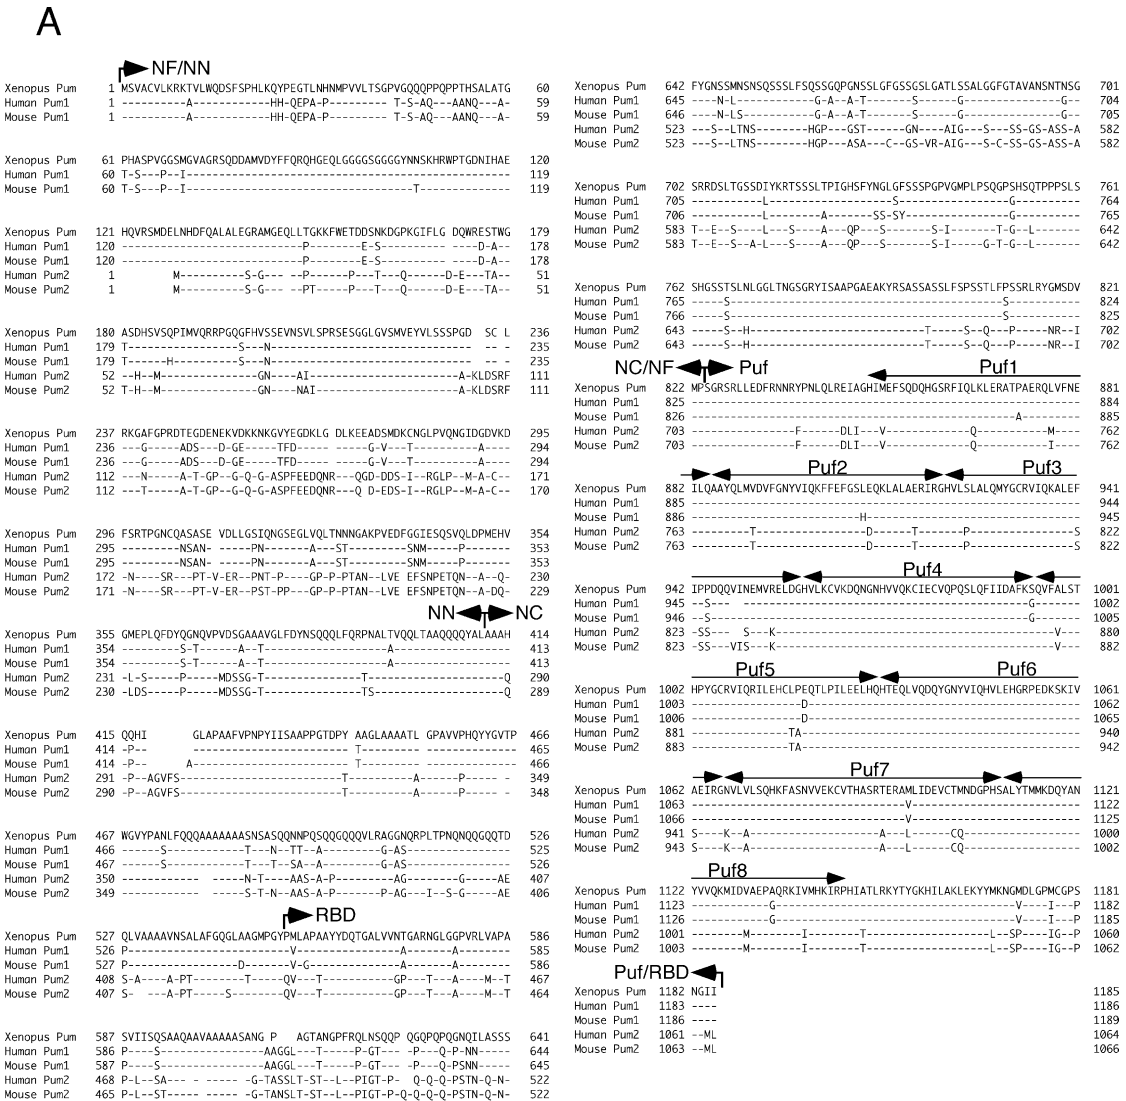 A
NF/NN
Xenopus Pum 1 MSVACVLKRKTVLWQDSFSPHLKQYPEGTLNHNMPVVLTSGPVGQQQPPQPPTHSALATG 60
Human Pum1 1 ----------A------------HH-QEPA-P---------- T-S-AQ---AANQ---A- 59
Mouse Pum1 1 ----------A------------HH-QEPA-P---------- T-S-AQ---AANQ---A- 59
Xenopus Pum 61 PHASPVGGSMGVAGRSQDDAMVDYFFQRQHGEQLGGGGSGGGGYNNSKHRWPTGDNIHAE 120
Human Pum1 60 T-S---P--I-------------------------------------------------- 119
Mouse Pum1 60 T-S---P--I-----------------------------------T-------------- 119
Xenopus Pum 121 HQVRSMDELNHDFQALALEGRAMGEQLLTGKKFWETDDSNKDGPKGIFLG DQWRESTWG 179
Human Pum1 120 ----------------------------P--------E-S---------- -----D-A-- 178
Mouse Pum1 120 ----------------------------P--------E-S---------- -----D-A-- 178
Human Pum2 1 M----------S-G-- --P------P---T---Q------D-E---TA-- 51
Mouse Pum2 1 M----------S-G-- --PT-----P---T---Q------D-E---TA-- 51
Xenopus Pum 180 ASDHSVSQPIMVQRRPGQGFHVSSEVNSVLSPRSESGGLGVSMVEYVLSSSPGD SC L 236
Human Pum1 179 T-----------------S---N------------------------------- -- - 235
Mouse Pum1 179 T------H----------S---N------------------------------- -- - 235
Human Pum2 52 --H--M--------------GN----AI-----------------------A-KLDSRF 111
Mouse Pum2 52 T-H--M--------------GN----NAI----------------------A-KLDSRF 111
Xenopus Pum 237 RKGAFGPRDTEGDENEKVDKKNKGVYEGDKLG DLKEEADSMDKCNGLPVQNGIDGDVKD 295
Human Pum1 236 ---G-----ADS---D-GE-----TFD----- ------G-V---T-----------A-- 294
Mouse Pum1 236 ---G-----ADS---D-GE-----TFD----- ------G-V---T-----------A-- 294
Human Pum2 112 ---N-----A-T-GP--G-Q-G-ASPFEEDQNR---QGD-DDS-I--RGLP--M-A-C-- 171
Mouse Pum2 112 ---T-----A-T-GP--G-Q-G-ASPFEEDQNR---Q D-EDDS-I--RGLP--M-A-C-- 170
Xenopus Pum 296 FSRTPGNCQASASE VDLLGSIQNGSEGLVQLTNNNGAKPVEDFGGIESQSVQLDPMEHV 354
Human Pum1 295 ---------NSAN- ------PN-------A---ST---------SNM-----P------ 353
Mouse Pum1 295 ---------NSAN- ------PN-------A---ST---------SNM-----P------ 353
Human Pum2 172 --N----SR---PT-V-ER--PNT-P----GP-P-PTAN--LVE EFSNPETQN--A--Q- 230
Mouse Pum2 171 --N----SR---PT-V-ER--PST-PP---GP-P-PTAN--LVE EFSNPETQN--A-DQ- 229
NN NC
Xenopus Pum 355 GMEPLQFDYQGNQVPVDSGAAAVGLFDYNSQQQLFQRPNALTVQQLTAAQQQQYALAAAH 414
Human Pum1 354 ---------S-T------A--T-------------------A------------------ 413
Mouse Pum1 354 ---------S-T------A--T-------------------A------------------ 413
Human Pum2 231 -L-S-----P-----MDSSG-T---------------T---------------------Q 290
Mouse Pum2 230 -LDS-----P-----MDSSG-T---------------TS--------------------Q 289
Xenopus Pum 415 QQHI GLAPAAFVPNPYIISAAPPGTDPY AAGLAAAATL GPAVVPHQYYGVTP 466
Human Pum1 414 -P-- ------------------------- T--------- -------------- 465
Mouse Pum1 414 -P-- A------------------------- T--------- -------------- 466
Human Pum2 291 -P--AGVFS-------------------------T----------A------P----- -- 349
Mouse Pum2 290 -P--AGVFS-------------------------T----------A------P----- -- 348
Xenopus Pum 467 WGVYPANLFQQQAAAAAAASNSASQQNNPQSQQGQQQVLRAGGNQRPLTPNQNQQGQQTD 526
Human Pum1 466 ------S------------T---N--TT--A---------G-AS---------------- 525
Mouse Pum1 467 ------S------------T---T--SA--A---------G-AS---------------- 526
Human Pum2 350 ------------ ------N-T---AAS-A-P------AG--P-----------G-----AE 407
Mouse Pum2 349 ------------ ----S-N-T---AAS-A-P------AG--P---AG----I--S-G---AE 406
RBD
Xenopus Pum 527 QLVAAAAVNSALAFGQGLAAGMPGYPMLAPAAYYDQTGALVVNTGARNGLGGPVRLVAPA 586
Human Pum1 526 P-------------------------V----------------A-------A-------- 585
Mouse Pum1 527 P-----------------D-------V-G--------------A-------A-------- 586
Human Pum2 408 S-A----A-PT----S--------QV---T-----------GP--T----A-----M--T 467
Mouse Pum2 407 S- --A-PT----S--------QV---T-----------GP--T----A-----M--T 464
Xenopus Pum 587 SVIISQSAAQAAVAAAAASANG P AGTANGPFRQLNSQQP QGQPQPQGNQILASSS 641
Human Pum1 586 P----S----------------AAGGL---T-----P-GT--- --P---Q-P-NN----- 644
Mouse Pum1 587 P----S----------------AAGGL---T-----P-GT--- --P---Q-PSNN----- 645
Human Pum2 468 P-L--SA---- - ------G-TASSLT-ST--L--PIGT-P- -Q-Q-Q-PSTN-Q-N- 522
Mouse Pum2 465 P-L--ST----- ------G-TANSLT-ST--L--PIGT-P-Q-Q-Q-Q-PSTN-Q-N- 522
Xenopus Pum 642 FYGNSSMNSNSQSSSLFSQSSGQPGNSSLGFGSSGSLGATLSSALGGFGTAVANSNTNSG 701
Human Pum1 645 ----N-L------------G-A--A-T-------S------G---------------G-- 704
Mouse Pum1 646 ----N-LS-----------G-A--A-T-------S------G---------------G-- 705
Human Pum2 523 ---S--LTNS--------HGP---GST------GN----AIG----S--SS-GS-ASS-A 582
Mouse Pum2 523 ---S--LTNS--------HGP---ASA---C--GS-VR-AIG---S-C-SS-GS-ASS-A 582
Xenopus Pum 702 SRRDSLTGSSDIYKRTSSSLTPIGHSFYNGLGFSSSPGPVGMPLPSQGPSHSQTPPPSLS 761
Human Pum1 705 -----------L-------------------S-----------------G---------- 764
Mouse Pum1 706 -----------L--------A-------SS-SY----------------G---------- 765
Human Pum2 583 T--E--S----L---S---A---QP----S------S-I-------T-G--L-------- 642
Mouse Pum2 583 T--E--S--A-L---S---A---QP---S-----S-I-----G-T-G-L----------- 642
Xenopus Pum 762 SHGSSTSLNLGGLTNGSGRYISAAPGAEAKYRSASSASSLFSPSSTLFPSSRLRYGMSDV 821
Human Pum1 765 -----S------------------------------------------S----------- 824
Mouse Pum1 766 -----S------------------------------------------S----------- 825
Human Pum2 643 -----S--H---------------------------T-----S--Q---P-----NR--I 702
Mouse Pum2 643 -----S--H---------------------------T-----S--Q---P-----NR--I 702
NC/NF Puf Puf1
Xenopus Pum 822 MPSGRSRLLEDFRNNRYPNLQLREIAGHIMEFSQDQHGSRFIQLKLERATPAERQLVFNE 881
Human Pum1 825 ------------------------------------------------------------ 884
Mouse Pum1 826 --------------------------------------------------A--------- 885
Human Pum2 703 ----------------F------DLI---V-------------Q-----------M---- 762
Mouse Pum2 703 ----------------F------DLI---V-------------Q-----------I---- 762
Puf2 Puf3
Xenopus Pum 882 ILQAAYQLMVDVFGNYVIQKFFEFGSLEQKLALAERIRGHVLSLALQMYGCRVIQKALEF 941
Human Pum1 885 ------------------------------------------------------------ 944
Mouse Pum1 886 --------------------------H--------------------------------- 945
Human Pum2 763 ---------T-----------------D------T-------P----------------S 822
Mouse Pum2 763 ---------T-----------------D------T-------P----------------S 822
Puf4
Xenopus Pum 942 IPPDQQVINEMVRELDGHVLKCVKDQNGNHVVQKCIECVQPQSLQFIIDAFKSQVFALST 1001
Human Pum1 945 --S--- ---------------------------------------------G-------- 1002
Mouse Pum1 946 --S-------------------------------------------------G-------- 1005
Human Pum2 823 -SS--- --S---K-------------------------------------------V---- 880
Mouse Pum2 823 --SS---VIS---K------------------------------------------V---- 882
Puf5 Puf6
Xenopus Pum 1002 HPYGCRVIQRILEHCLPEQTLPILEELHQHTEQLVQDQYGNYVIQHVLEHGRPEDKSKIV 1061
Human Pum1 1003 -----------------D------------------------------------------ 1062
Mouse Pum1 1006 -----------------D------------------------------------------ 1065
Human Pum2 881 ---------------TA------------------------------------------- 940
Mouse Pum2 883 ---------------TA------------------------------------------- 942
Puf7
Xenopus Pum 1062 AEIRGNVLVLSQHKFASNVVEKCVTHASRTERAMLIDEVCTMNDGPHSALYTMMKDQYAN 1121
Human Pum1 1063 ---------------------------------V-------------------------- 1122
Mouse Pum1 1066 ---------------------------------V-------------------------- 1125
Human Pum2 941 S----K--A--------------------A---L------CQ------------------ 1000
Mouse Pum2 943 S----K--A--------------------A---L------CQ------------------ 1002
Puf8
Xenopus Pum 1122 YVVQKMIDVAEPAQRKIVMHKIRPHIATLRKYTYGKHILAKLEKYYMKNGMDLGPMCGPS 1181
Human Pum1 1123 ------------G-------------------------------------V----I---P 1182
Mouse Pum1 1126 ------------G-------------------------------------V----I---P 1185
Human Pum2 1001 --------M--------I--------T-------------------L--SP----IG--P 1060
Mouse Pum2 1003 --------M--------I--------T-------------------L--SP----IG--P 1062
Puf/RBD
Xenopus Pum 1182 NGII 1185
Human Pum1 1183 ---- 1186
Mouse Pum1 1186 ---- 1189
Human Pum2 1061 --ML 1064
Mouse Pum2 1063 --ML 1066